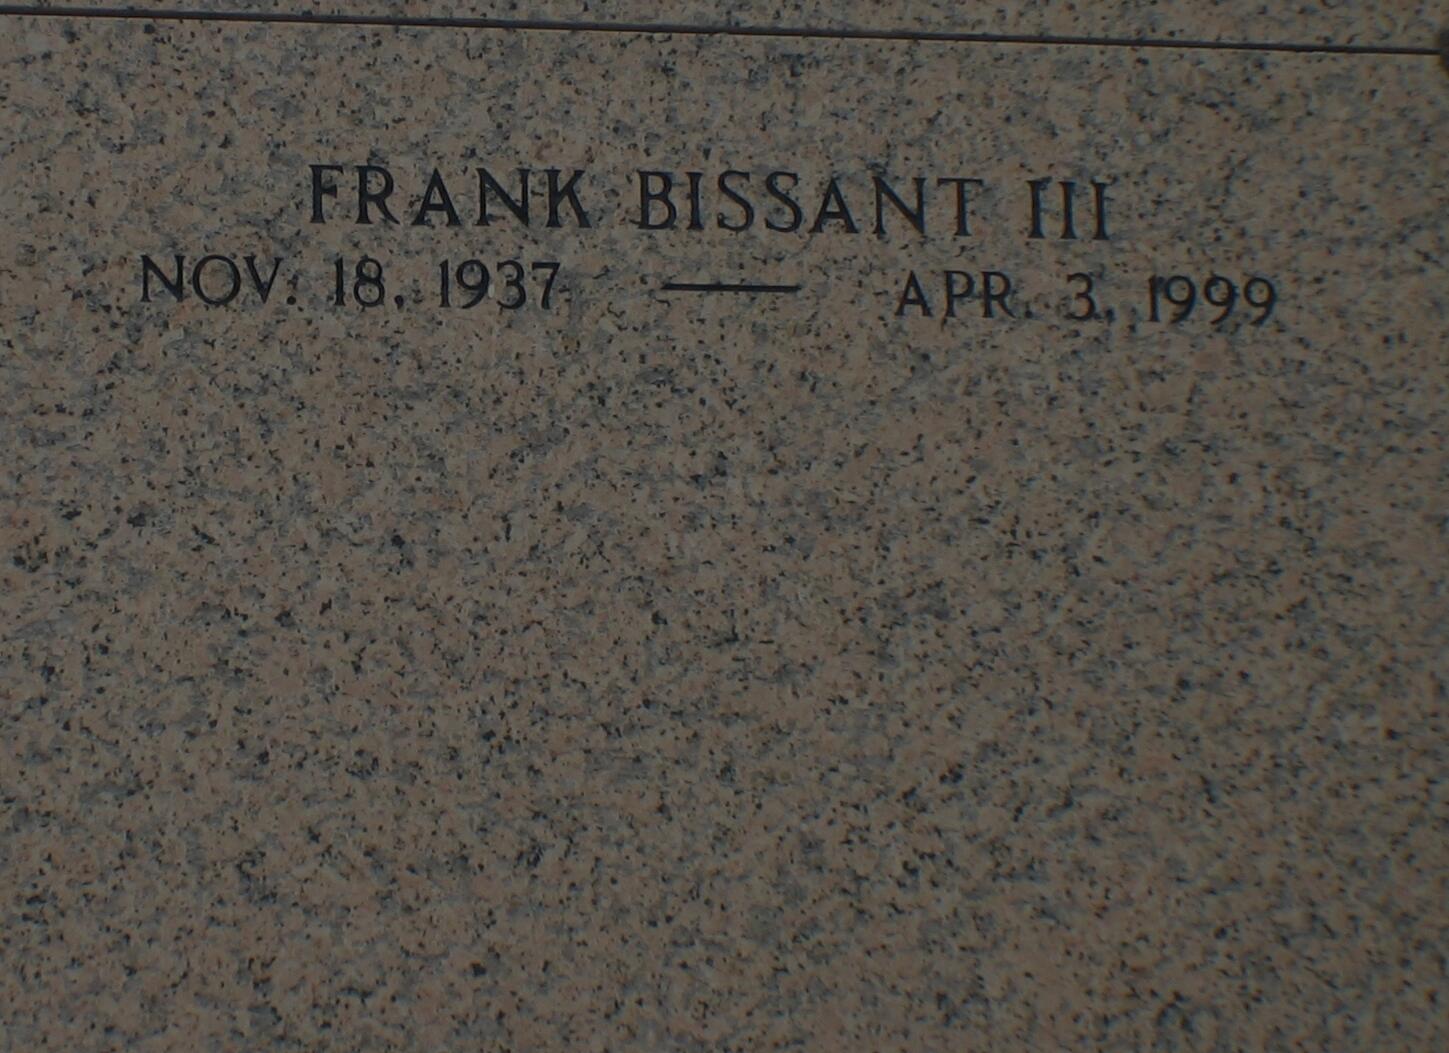 FRANK BISSANT III
NOV. 18, 1937 — APR. 3, 1999